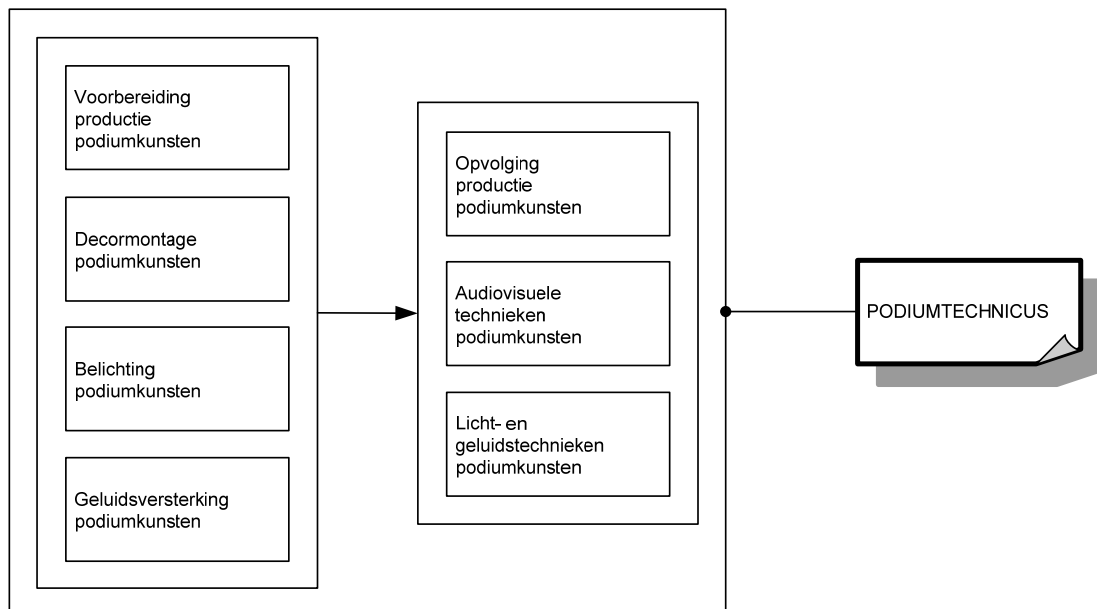 Voorbereiding
productie
podiumkunsten
Decormontage
podiumkunsten
Belichting
podiumkunsten
Geluidsversterking
podiumkunsten
Opvolging
productie
podiumkunsten
Audiovisuele
technieken
podiumkunsten
Licht- en
geluidstechnieken
podiumkunsten
PODIUMTECHNICUS